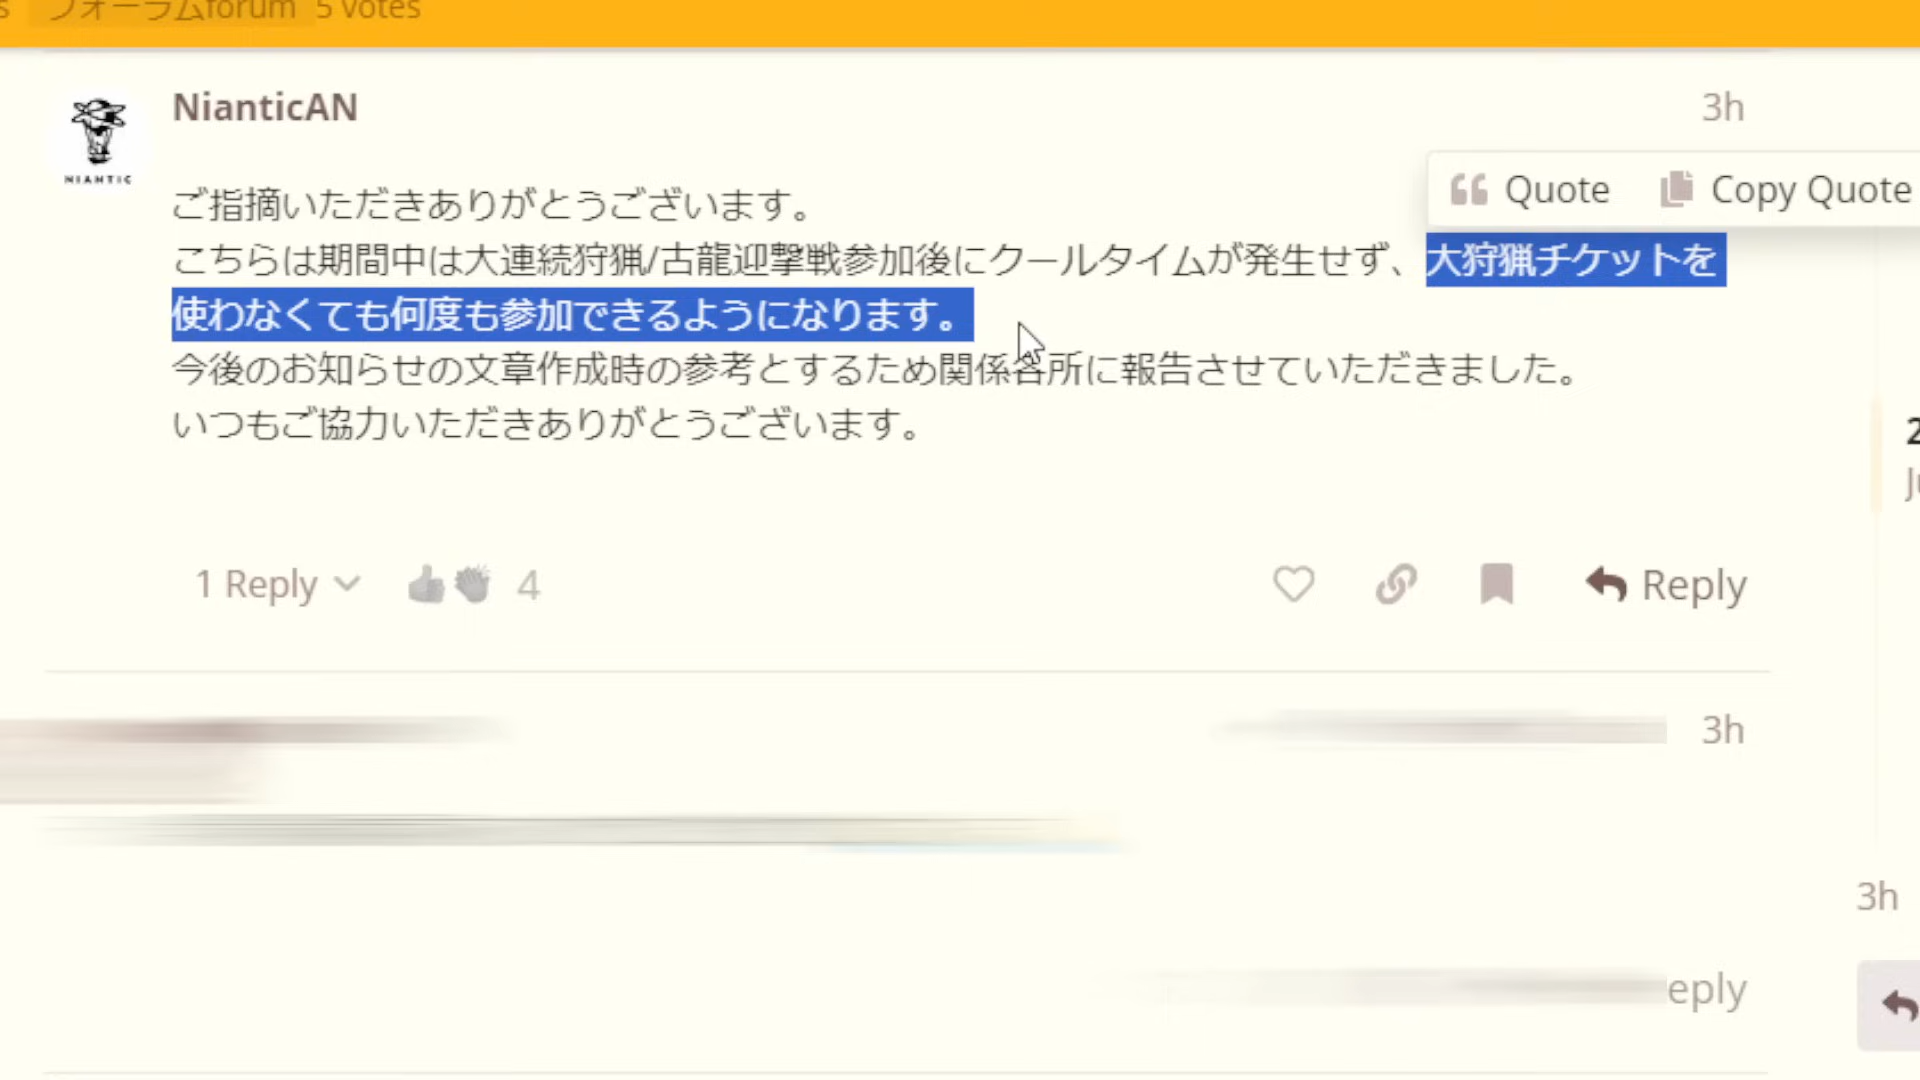 フォーラムforum 5 votes
NianticAN
3h
NIANTIC
Quote
Copy Quote
ご指摘いただきありがとうございます。
こちらは期間中は大連続狩猟/古龍迎撃戦参加後にクールタイムが発生せず、大狩猟チケットを
使わなくても何度も参加できるようになります。
今後のお知らせの文章作成時の参考とするため関係各所に報告させていただきました。
いつもご協力いただきありがとうございます。
1 Reply
4
Reply
3h
3h
eply